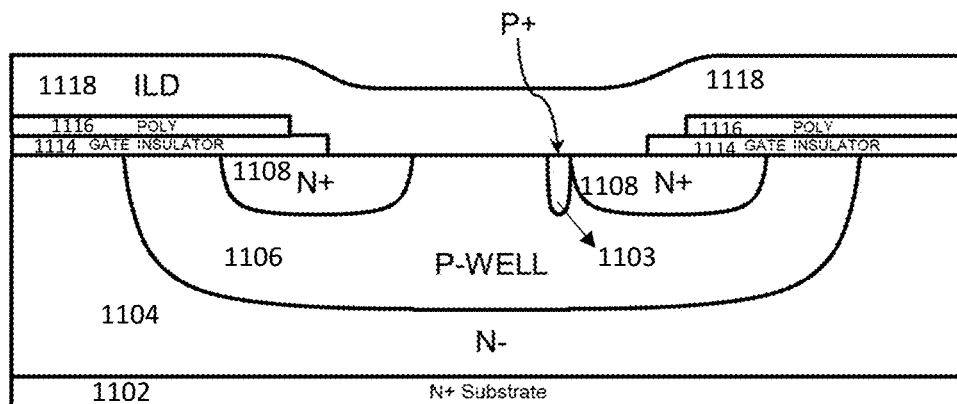 P+
1118 ILD 1118
1116 POLY 1116 POLY
1114 GATE INSULATOR 1114 GATE INSULATOR
1108 N+ 1108 N+
1106 P-WELL 1103
1104 N-
1102 N+ Substrate